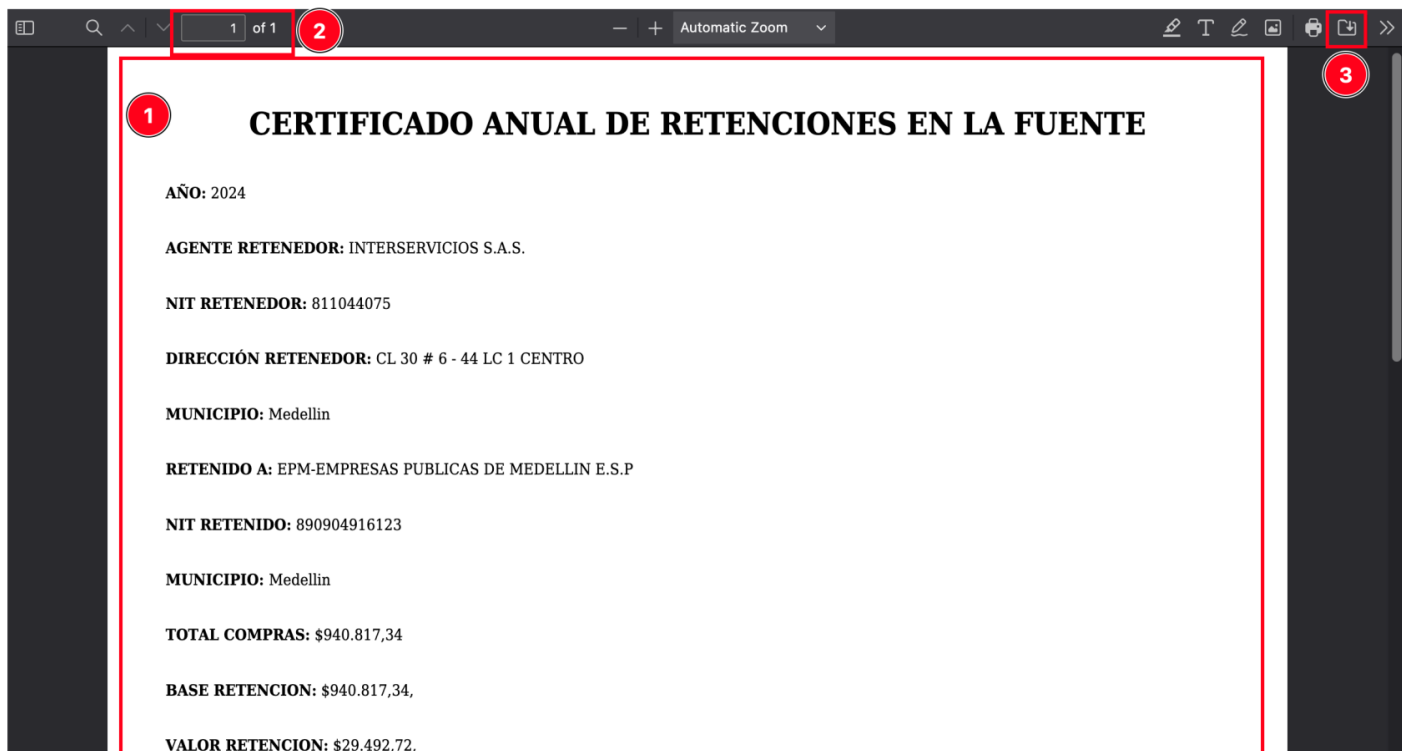 1 of 1
2
Automatic Zoom
3
1
CERTIFICADO ANUAL DE RETENCIONES EN LA FUENTE
AÑO: 2024
AGENTE RETENEDOR: INTERSERVICIOS S.A.S.
NIT RETENEDOR: 811044075
DIRECCIÓN RETENEDOR: CL 30 # 6 - 44 LC 1 CENTRO
MUNICIPIO: Medellin
RETENIDO A: EPM-EMPRESAS PUBLICAS DE MEDELLIN E.S.P
NIT RETENIDO: 890904916123
MUNICIPIO: Medellin
TOTAL COMPRAS: $940.817,34
BASE RETENCION: $940.817,34,
VALOR RETENCION: $29.492,72,